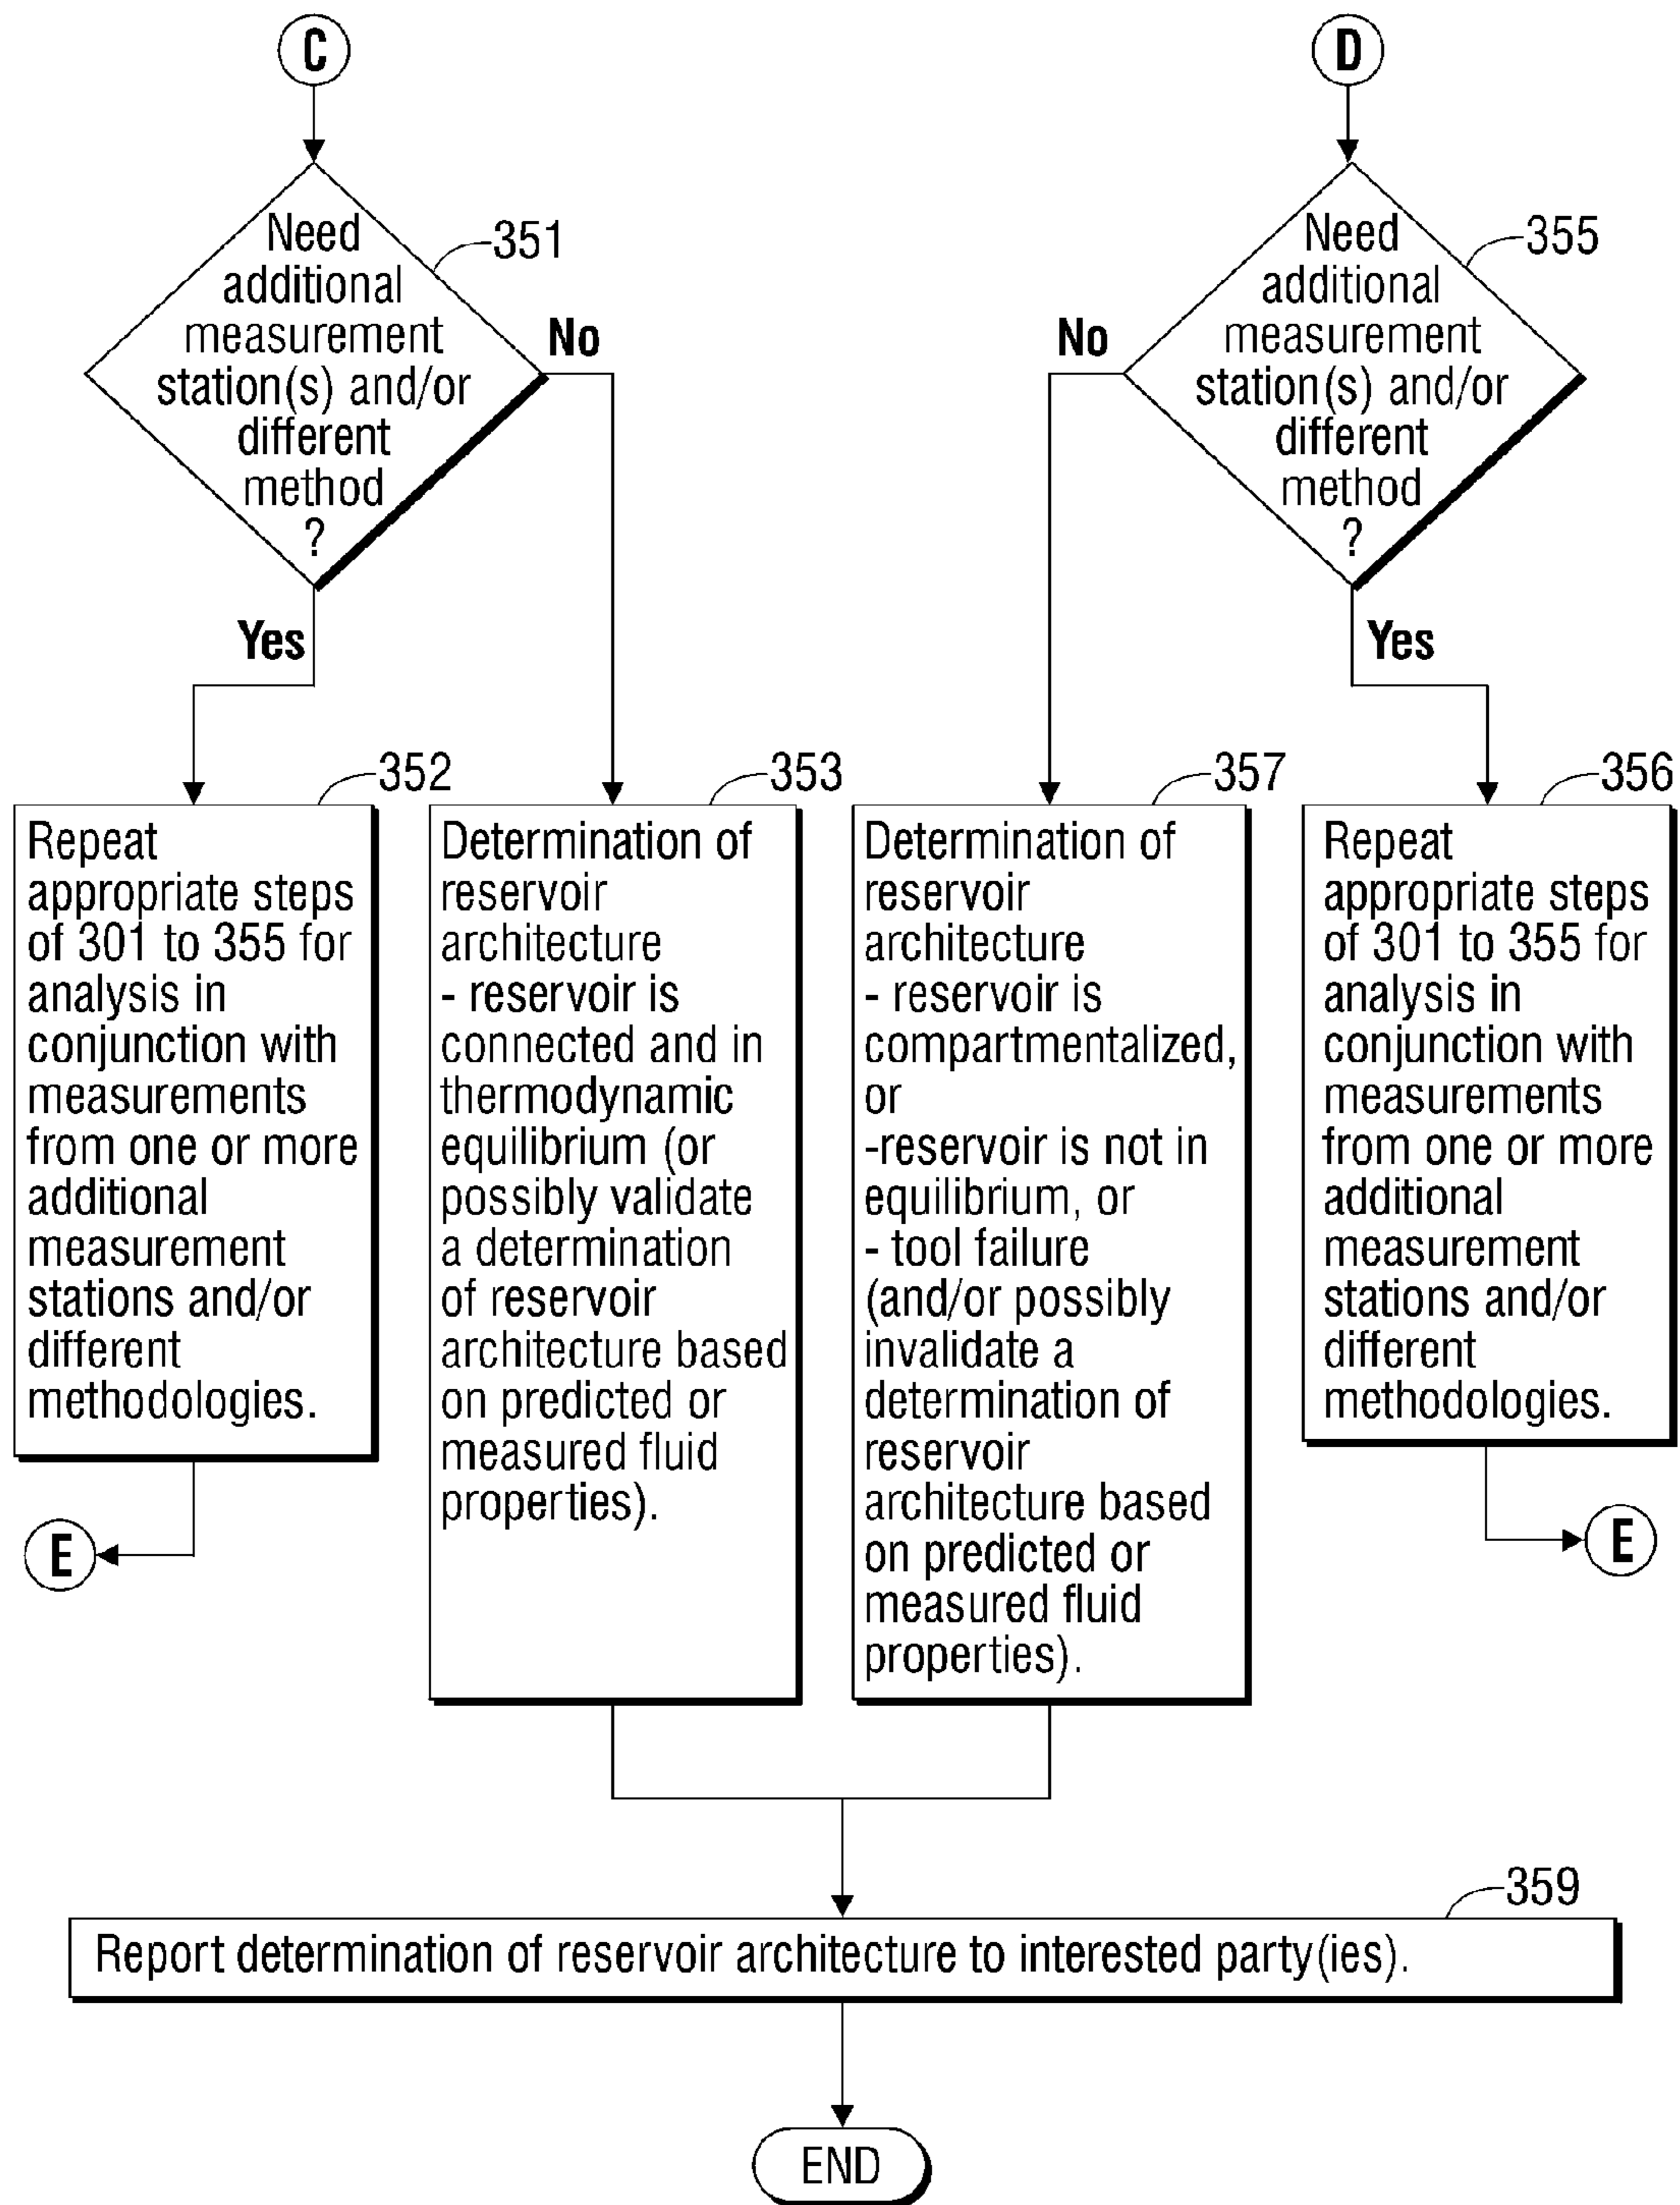 C
D
Need
additional
measurement
station(s) and/or
different
method
?
351
No
Yes
Need
additional
measurement
station(s) and/or
different
method
?
355
No
Yes
352
Repeat
appropriate steps
of 301 to 355 for
analysis in
conjunction with
measurements
from one or more
additional
measurement
stations and/or
different
methodologies.
E
353
Determination of
reservoir
architecture
- reservoir is
connected and in
thermodynamic
equilibrium (or
possibly validate
a determination
of reservoir
architecture based
on predicted or
measured fluid
properties).
357
Determination of
reservoir
architecture
- reservoir is
compartmentalized,
or
-reservoir is not in
equilibrium, or
- tool failure
(and/or possibly
invalidate a
determination of
reservoir
architecture based
on predicted or
measured fluid
properties).
356
Repeat
appropriate steps
of 301 to 355 for
analysis in
conjunction with
measurements
from one or more
additional
measurement
stations and/or
different
methodologies.
E
359
Report determination of reservoir architecture to interested party(ies).
END